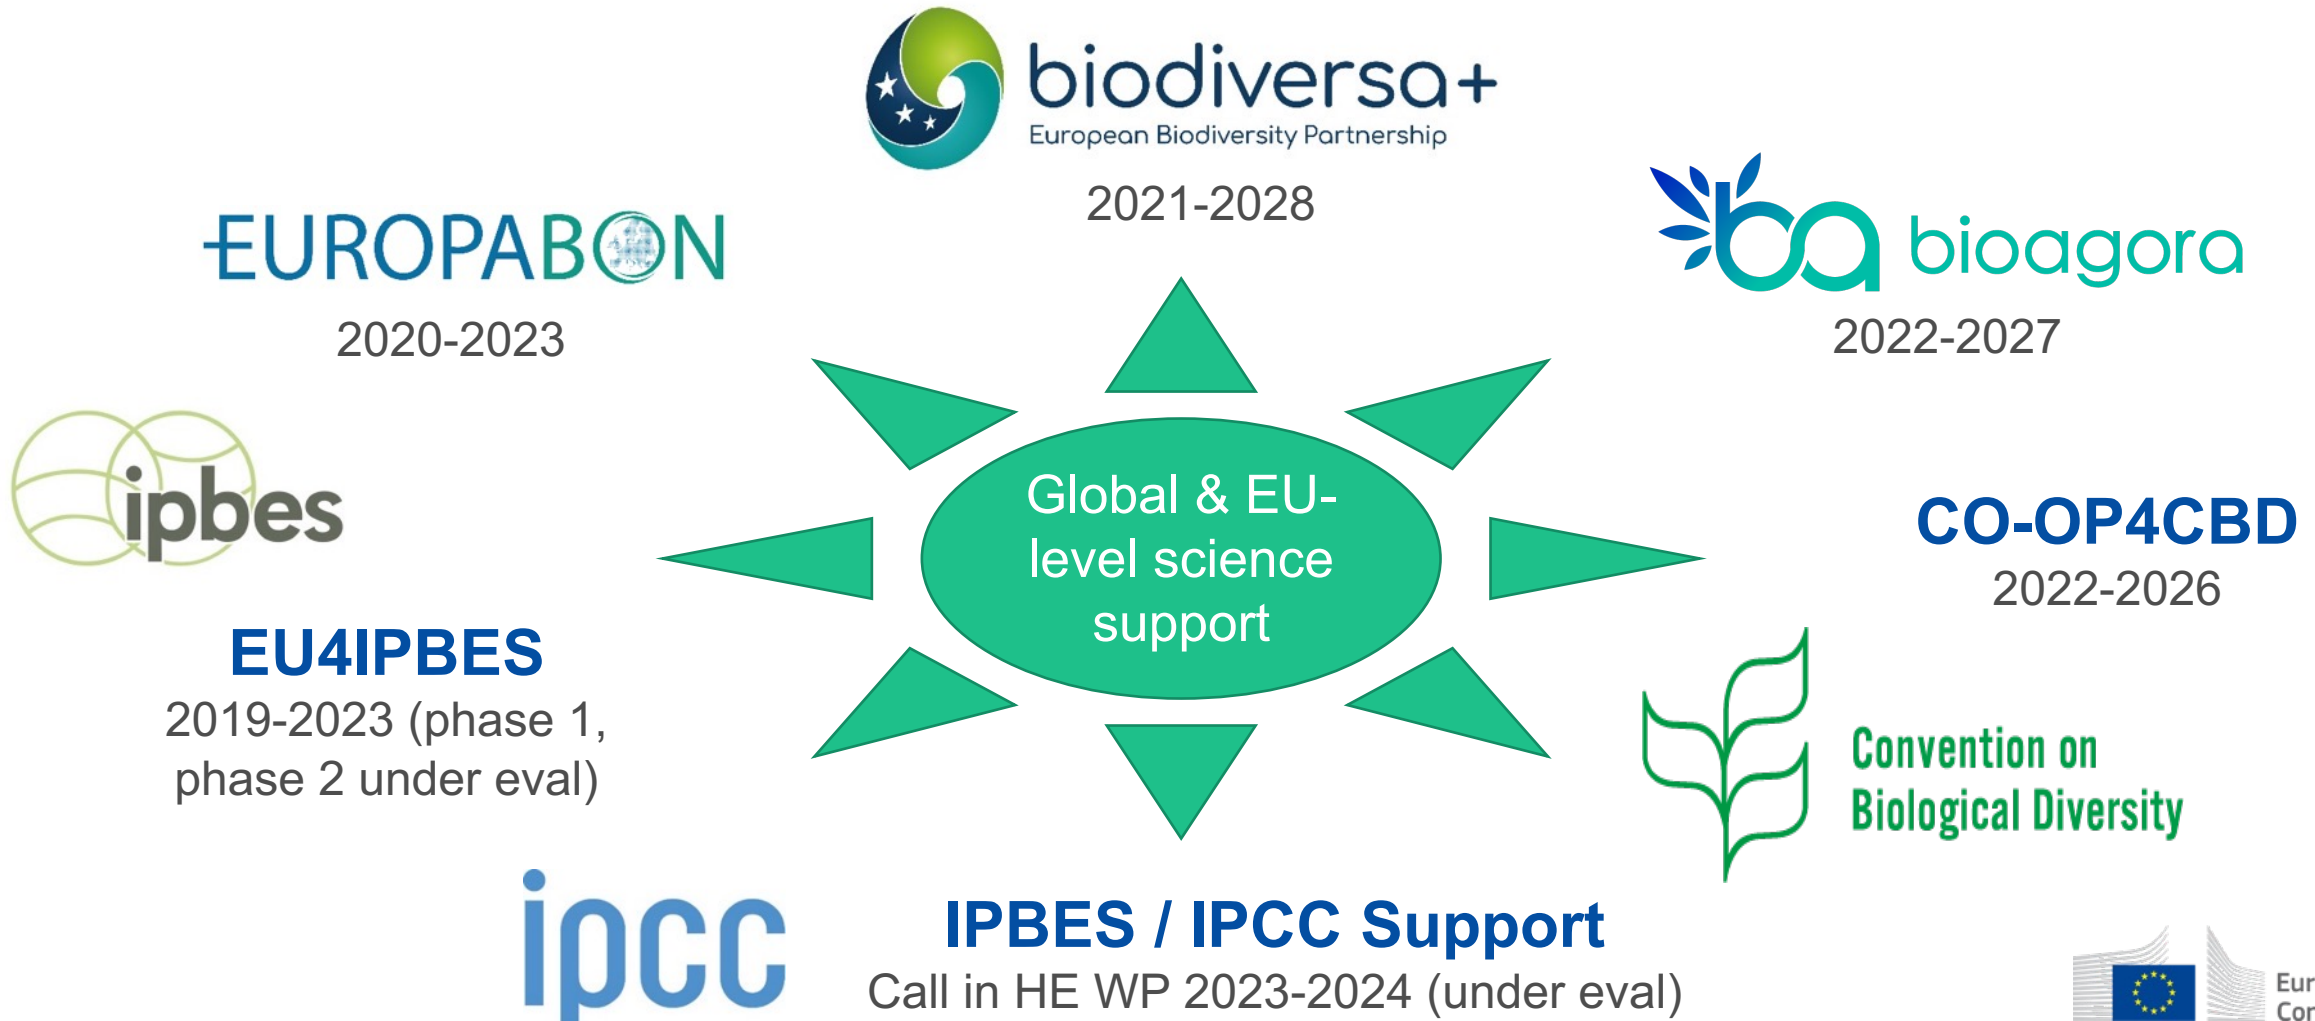 biodiversa+
European Biodiversity Partnership
2021-2028
EUROPABON
2020-2023
ba bioagora
2022-2027
ipbes
Global & EU-
level science
support
CO-OP4CBD
2022-2026
EU4IPBES
2019-2023 (phase 1,
phase 2 under eval)
Convention on
Biological Diversity
ipcc
IPBES / IPCC Support
Call in HE WP 2023-2024 (under eval)